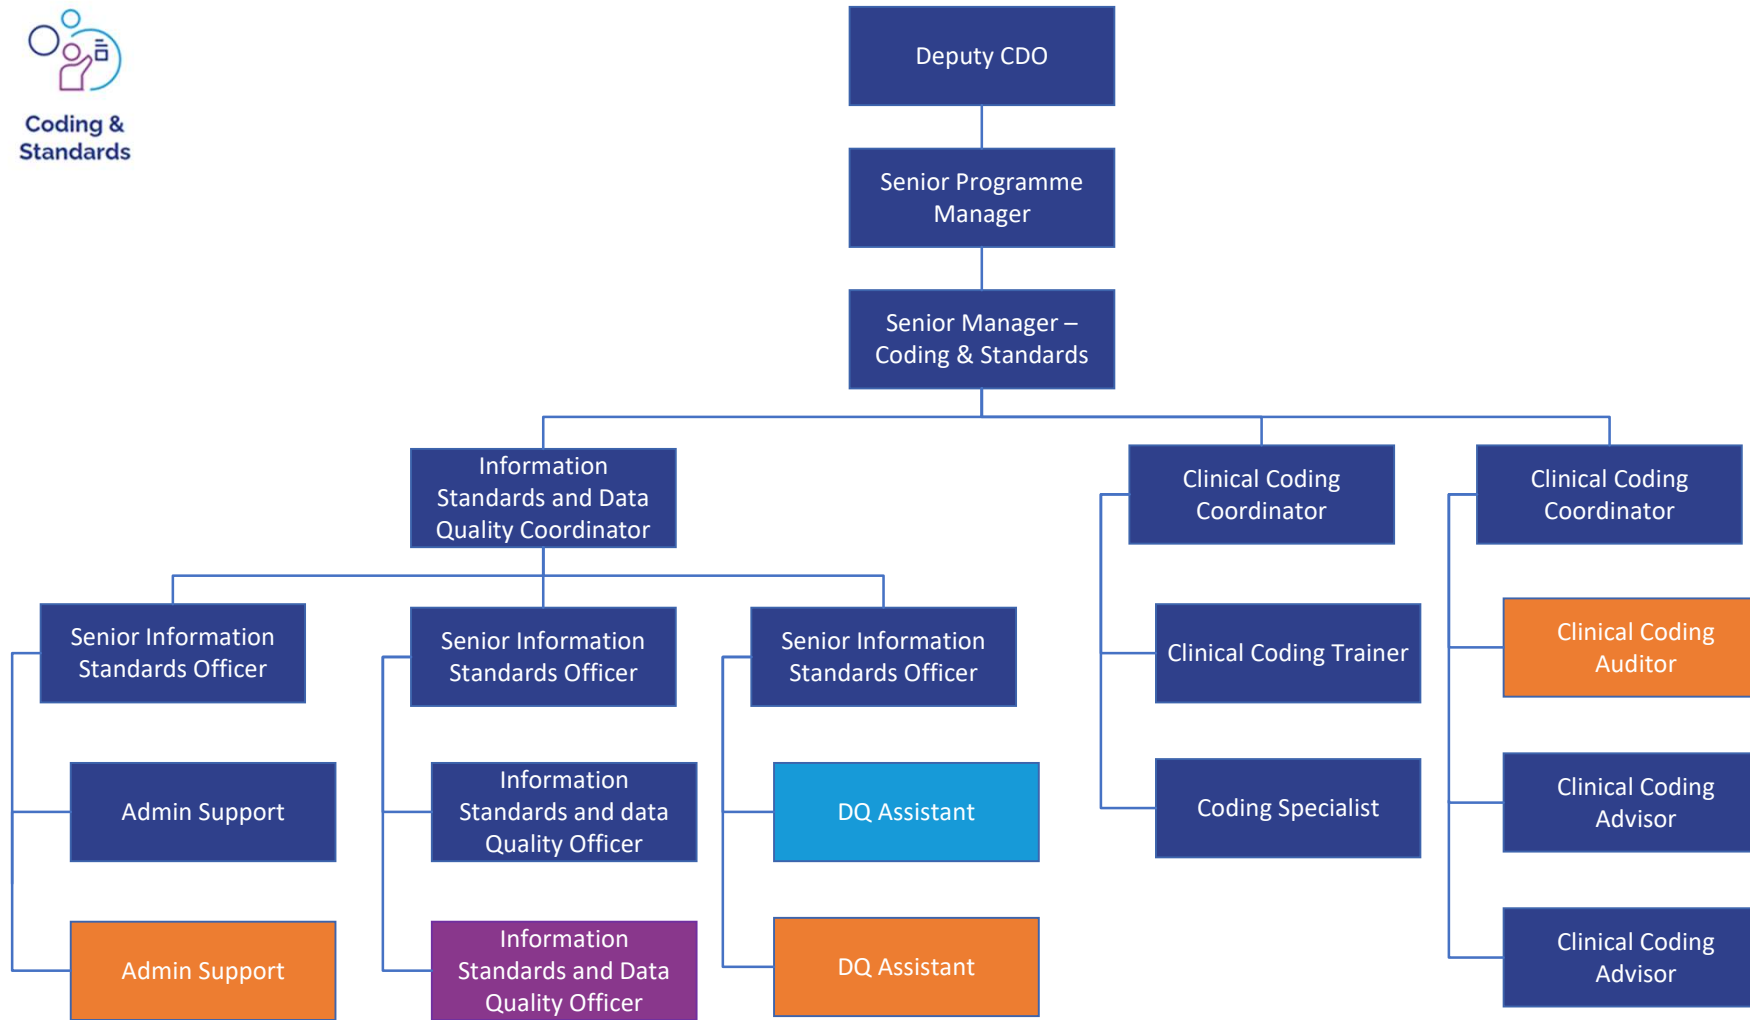 Coding &
Standards
Deputy CDO
Senior Programme
Manager
Senior Manager –
Coding & Standards
Information
Standards and Data
Quality Coordinator
Clinical Coding
Coordinator
Clinical Coding
Coordinator
Senior Information
Standards Officer
Senior Information
Standards Officer
Senior Information
Standards Officer
Clinical Coding Trainer
Clinical Coding
Auditor
Admin Support
Information
Standards and data
Quality Officer
DQ Assistant
Coding Specialist
Clinical Coding
Advisor
Admin Support
Information
Standards and Data
Quality Officer
DQ Assistant
Clinical Coding
Advisor